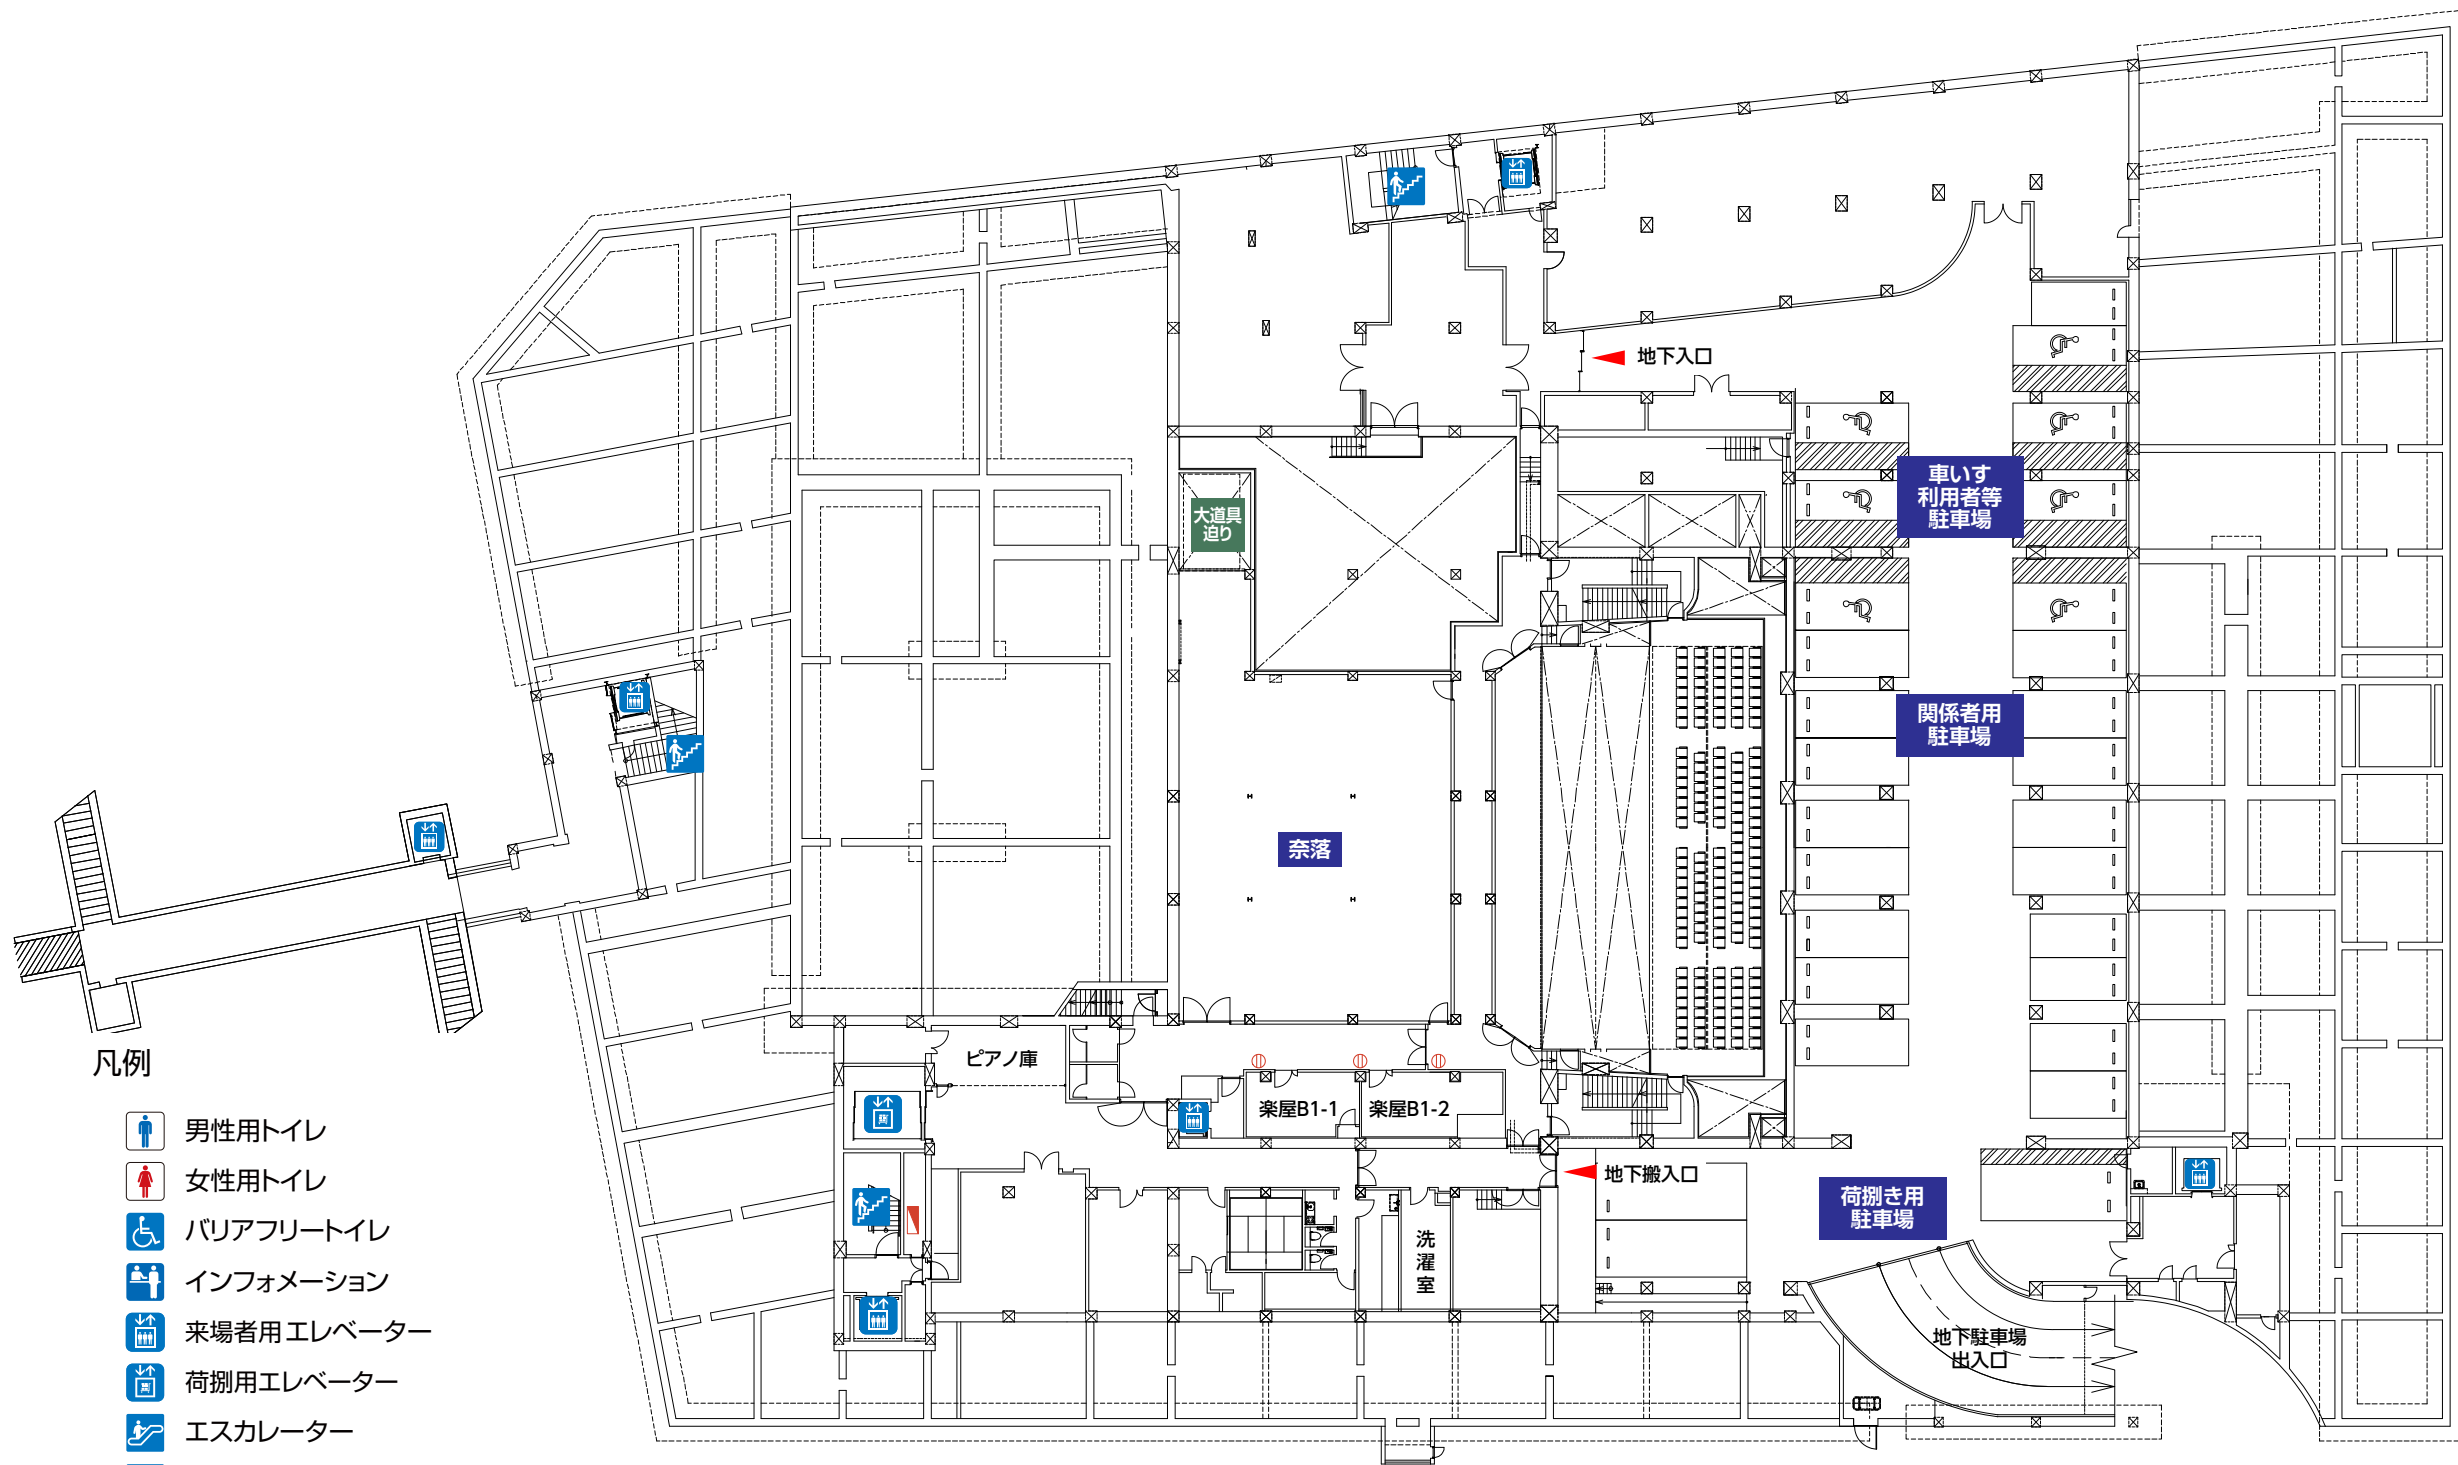 地下入口
車いす
利用者等
駐車場
大道具
迫り
関係者用
駐車場
奈落
ピアノ庫
楽屋B1-1
楽屋B1-2
地下搬入口
荷捌き用
駐車場
洗濯室
地下駐車場
出入口
凡例
男性用トイレ
女性用トイレ
バリアフリートイレ
インフォメーション
来場者用エレベーター
荷捌用エレベーター
エスカレーター